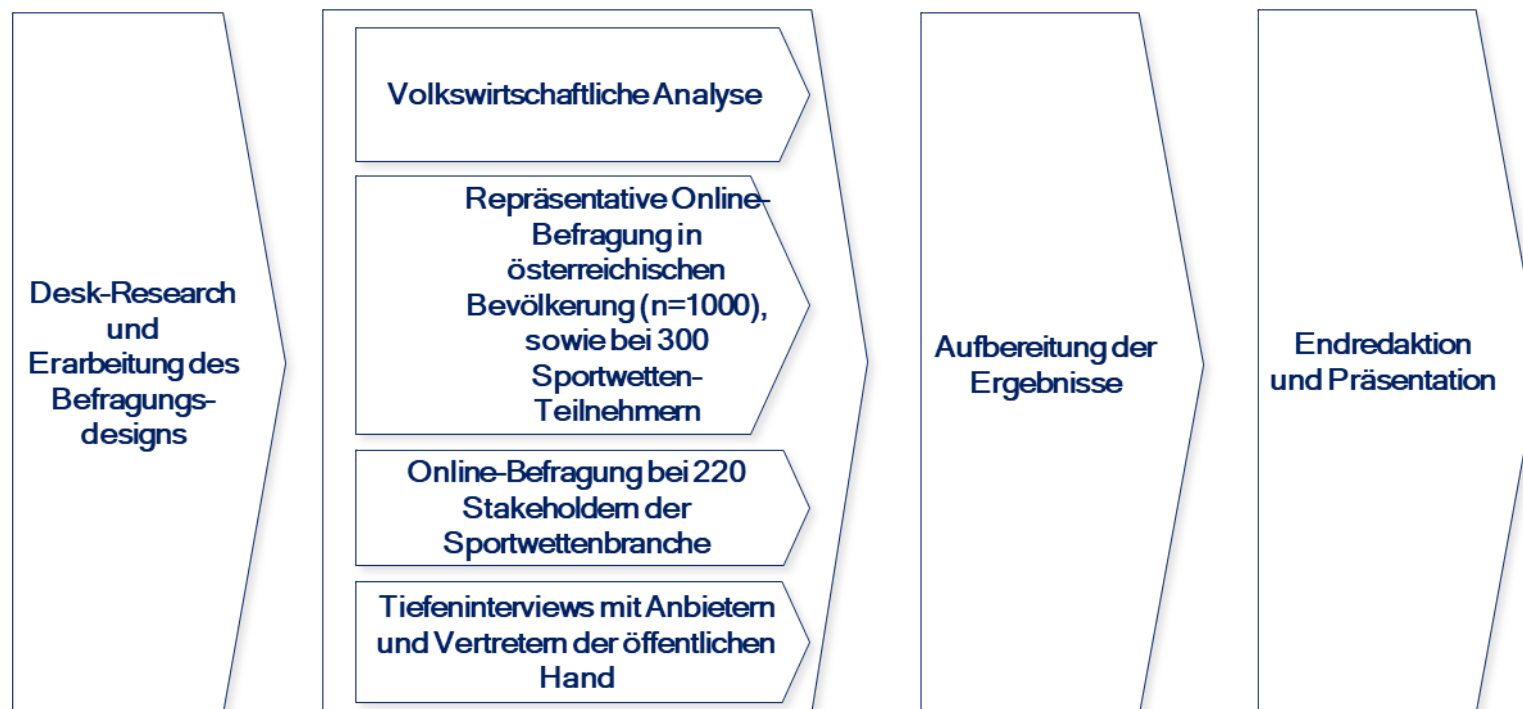 Desk-Research
und
Erarbeitung des
Befragungs-
designs
Volkswirtschaftliche Analyse
Repräsentative Online-
Befragung in
österreichischen
Bevölkerung (n=1000),
sowie bei 300
Sportwetten-
Teilnehmern
Online-Befragung bei 220
Stakeholdern der
Sportwettenbranche
Tiefeninterviews mit Anbietern
und Vertretern der öffentlichen
Hand
Aufbereitung der
Ergebnisse
Endredaktion
und Präsentation